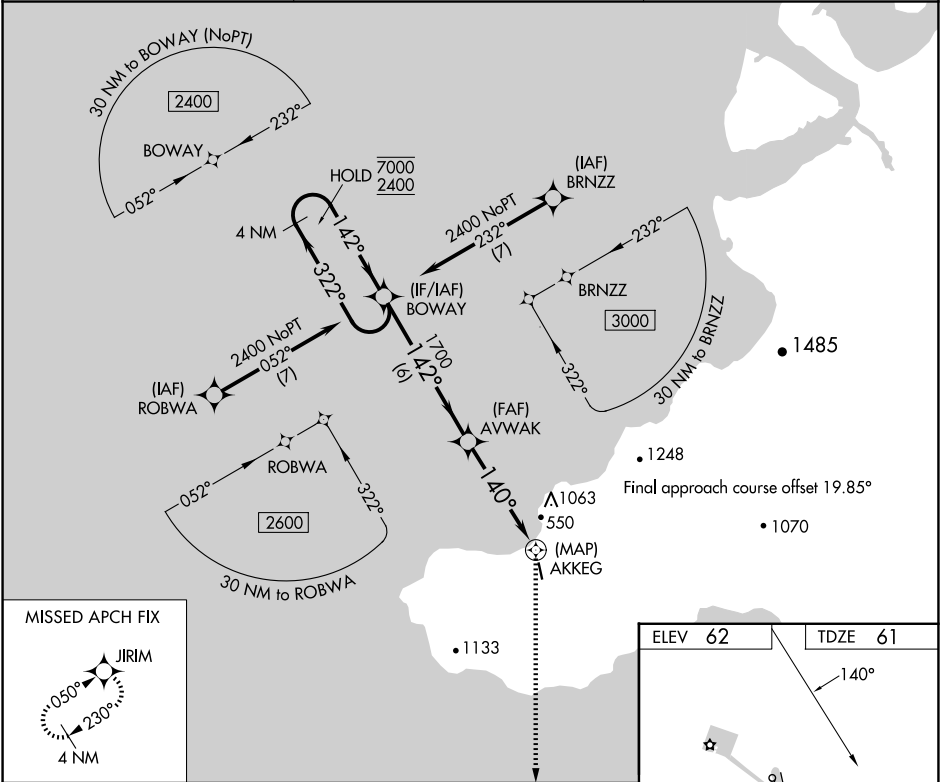 30 NM to BOWAY (NoPT)
2400
BOWAY
232°
052°
HOLD 7000
2400
4 NM
142°
322°
(IAF)
BRNZZ
2400 NoPT
232°
(7)
(IF/IAF)
BOWAY
232°
BRNZZ
3000
322°
30 NM to BRNZZ
1485
2400 NoPT
052°
(7)
(IAF)
ROBWA
1700
142°
(6)
(FAF)
AVWAK
ROBWA
052°
322°
2600
30 NM to ROBWA
140°
1248
Final approach course offset 19.85°
1063
550
1070
(MAP)
AKKEG
1133
MISSED APCH FIX
JIRIM
050°
230°
4 NM
ELEV 62
TDZE 61
140°